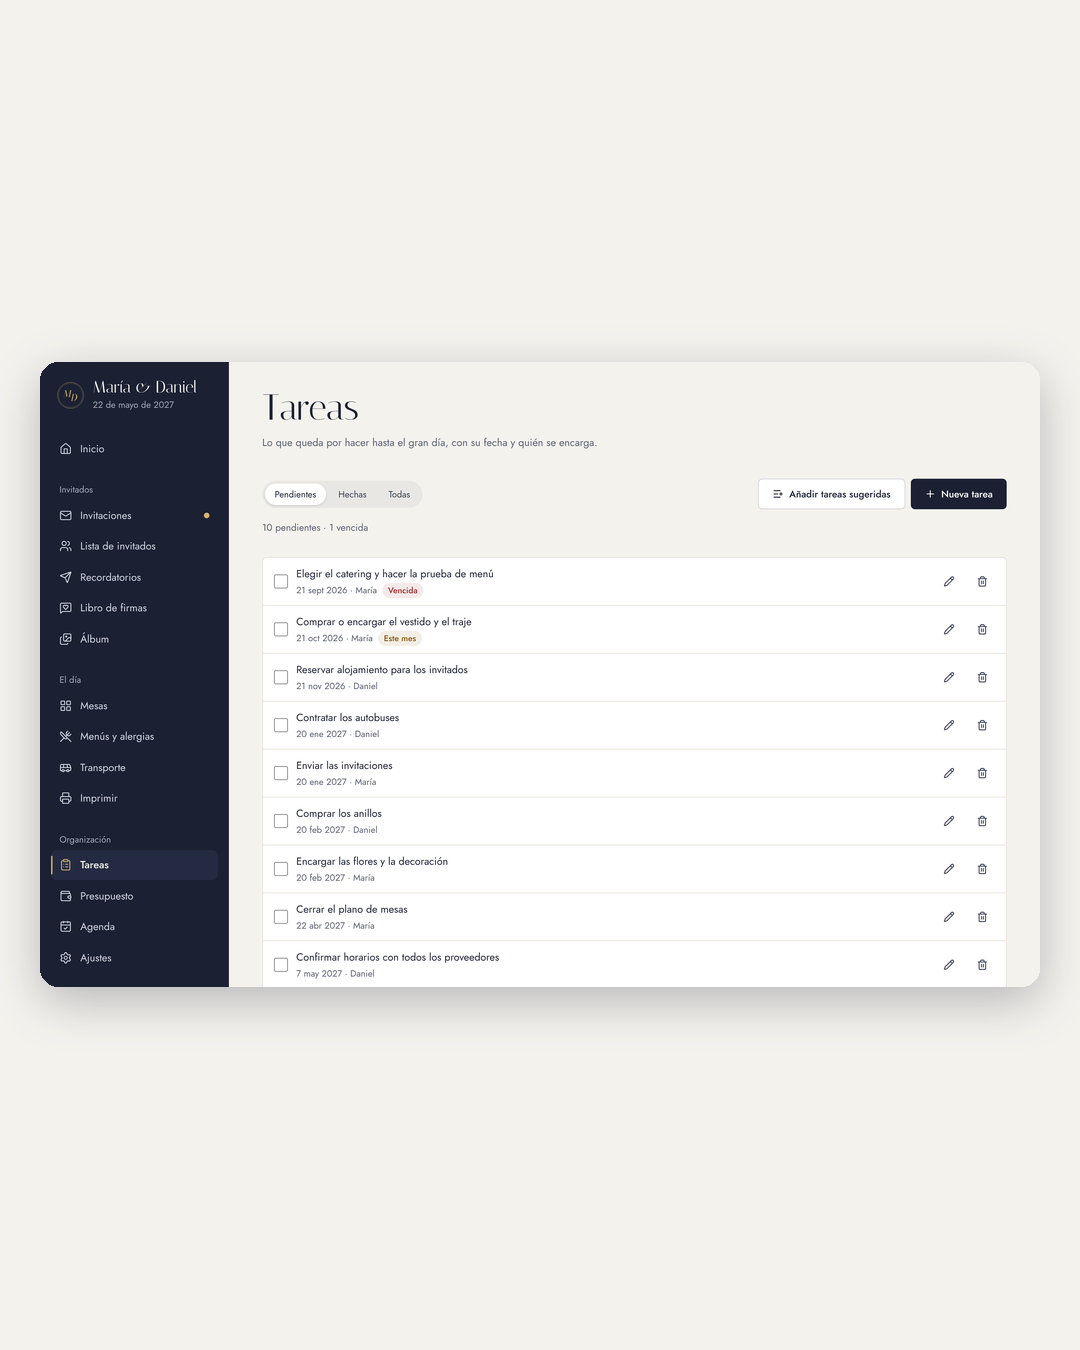 MD
María & Daniel
22 de mayo de 2027
Inicio
Invitados
Invitaciones
Lista de invitados
Recordatorios
Libro de firmas
Álbum
El día
Mesas
Menús y alergias
Transporte
Imprimir
Organización
Tareas
Presupuesto
Agenda
Ajustes
Tareas
Lo que queda por hacer hasta el gran día, con su fecha y quién se encarga.
Pendientes
Hechas
Todas
Añadir tareas sugeridas
Nueva tarea
10 pendientes · 1 vencida
Elegir el catering y hacer la prueba de menú
21 sept 2026 · María Vencida
Comprar o encargar el vestido y el traje
21 oct 2026 · María Este mes
Reservar alojamiento para los invitados
21 nov 2026 · Daniel
Contratar los autobuses
20 ene 2027 · Daniel
Enviar las invitaciones
20 ene 2027 · María
Comprar los anillos
20 feb 2027 · Daniel
Encargar las flores y la decoración
20 feb 2027 · María
Cerrar el plano de mesas
22 abr 2027 · María
Confirmar horarios con todos los proveedores
7 may 2027 · Daniel